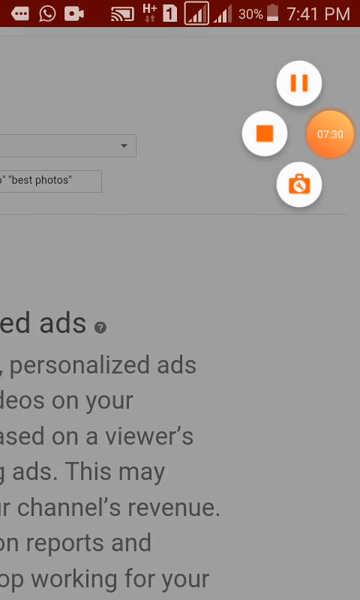 H+ 1 30% 7:41 PM
07:30
" "best photos"
ed ads ?
, personalized ads
deos on your
ased on a viewer's
g ads. This may
r channel's revenue.
on reports and
op working for your